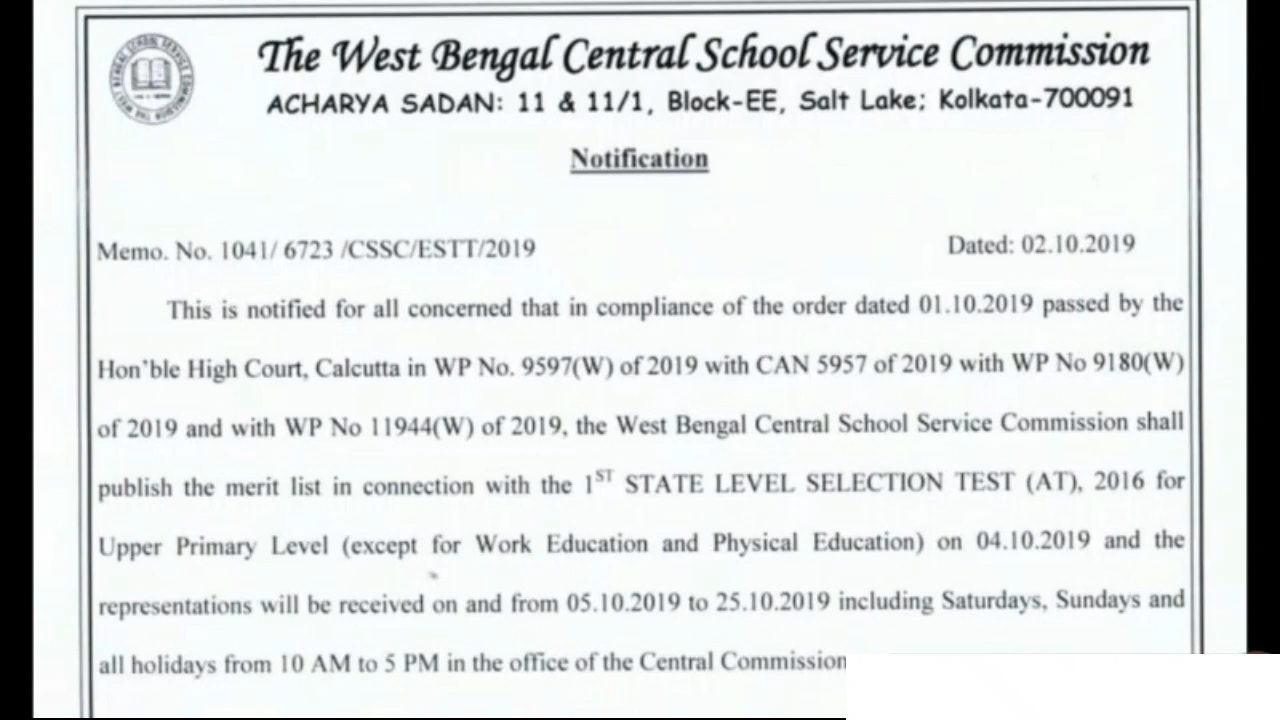 The West Bengal Central School Service Commission
ACHARYA SADAN: 11 & 11/1, Block-EE, Salt Lake; Kolkata-700091
Notification
Memo. No. 1041/ 6723 /CSSC/ESTT/2019 Dated: 02.10.2019
This is notified for all concerned that in compliance of the order dated 01.10.2019 passed by the
Hon'ble High Court, Calcutta in WP No. 9597(W) of 2019 with CAN 5957 of 2019 with WP No 9180(W)
of 2019 and with WP No 11944(W) of 2019, the West Bengal Central School Service Commission shall
publish the merit list in connection with the 1ST STATE LEVEL SELECTION TEST (AT), 2016 for
Upper Primary Level (except for Work Education and Physical Education) on 04.10.2019 and the
representations will be received on and from 05.10.2019 to 25.10.2019 including Saturdays, Sundays and
all holidays from 10 AM to 5 PM in the office of the Central Commission